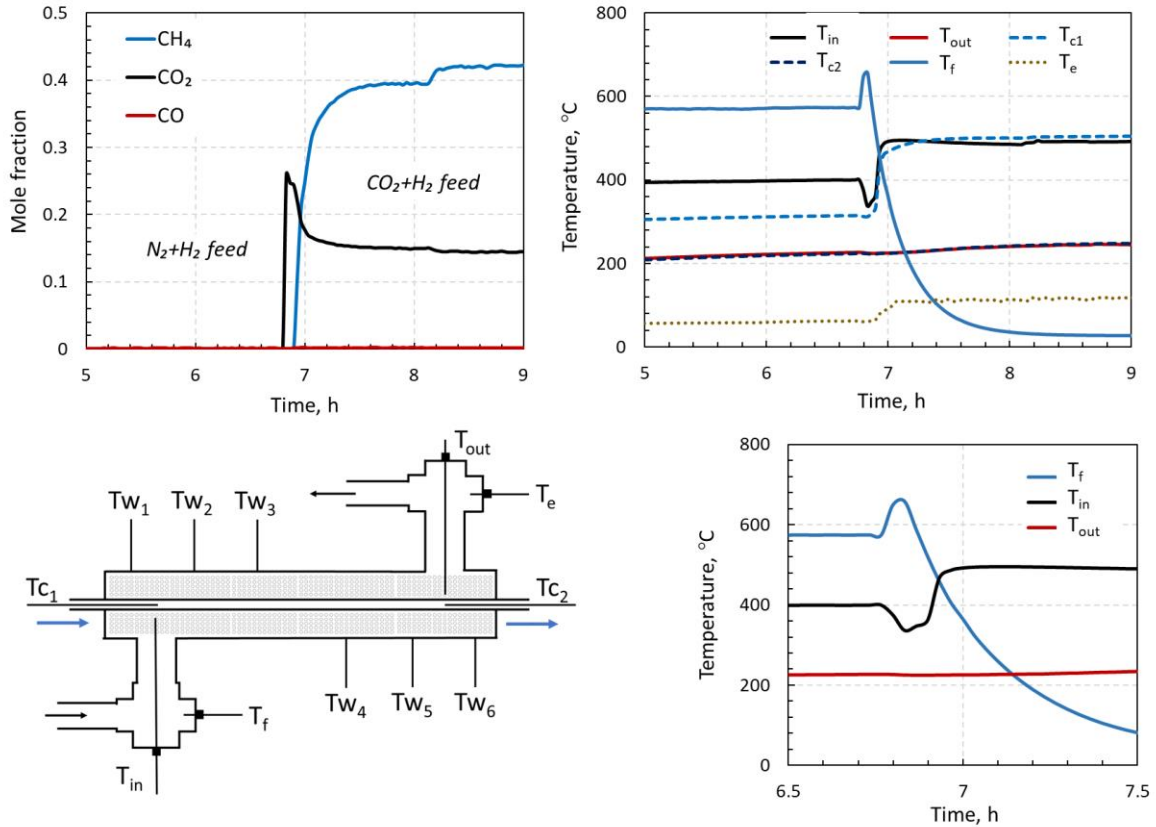 CH₄
CO₂
CO
N₂+H₂ feed
CO₂+H₂ feed
Mole fraction
0.5
0.4
0.3
0.2
0.1
0
5 6 7 8 9
Time, h
T_in T_out T_c1
T_c2 T_f T_e
Temperature, °C
800
600
400
200
0
5 6 7 8 9
Time, h
T_out
T_e
Tw₁ Tw₂ Tw₃
Tc₁ Tc₂
Tw₄ Tw₅ Tw₆
T_f
T_in
T_f
T_in
T_out
Temperature, °C
800
600
400
200
0
6.5 7 7.5
Time, h